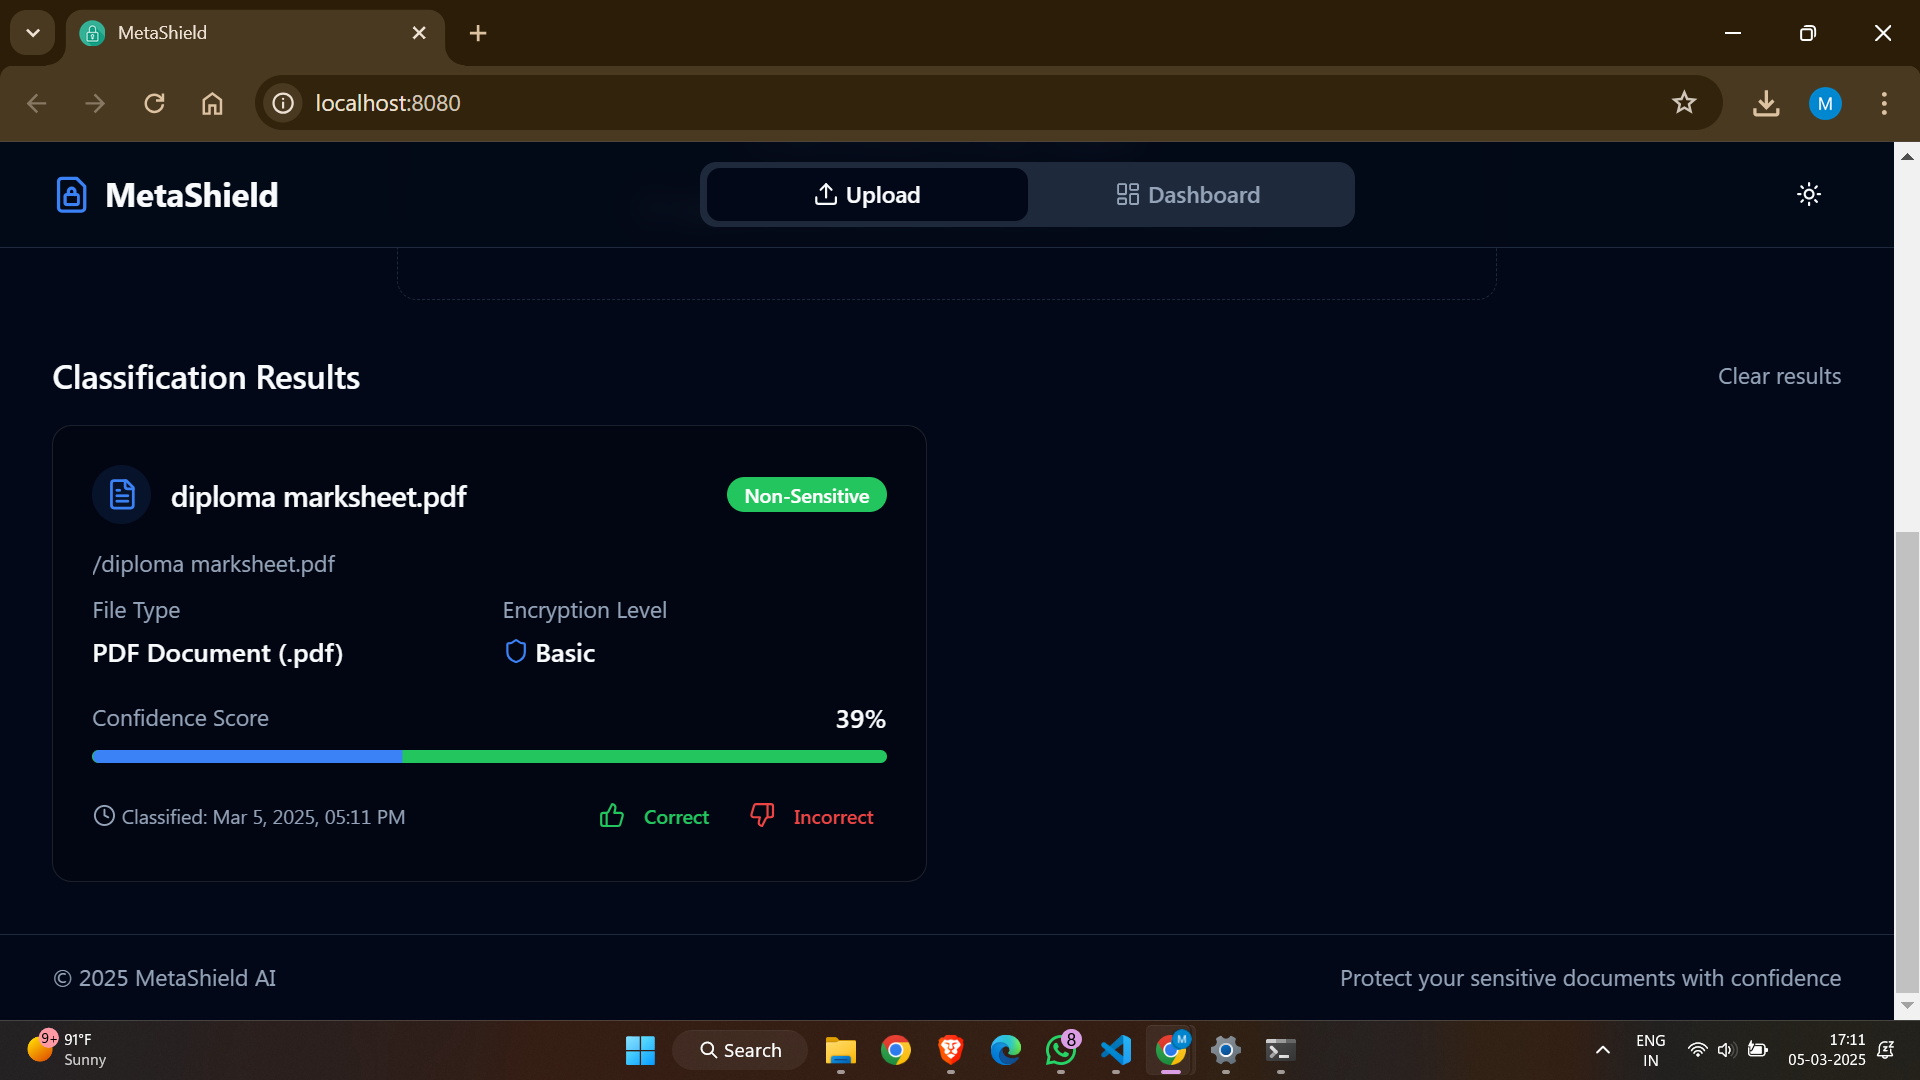 MetaShield
localhost:8080
M
MetaShield
Upload
Dashboard
Classification Results
Clear results
diploma marksheet.pdf
Non-Sensitive
/diploma marksheet.pdf
File Type
Encryption Level
PDF Document (.pdf)
Basic
Confidence Score
39%
Classified: Mar 5, 2025, 05:11 PM
Correct
Incorrect
© 2025 MetaShield AI
Protect your sensitive documents with confidence
9+
91°F
Sunny
Search
8
M
ENG
IN
17:11
05-03-2025